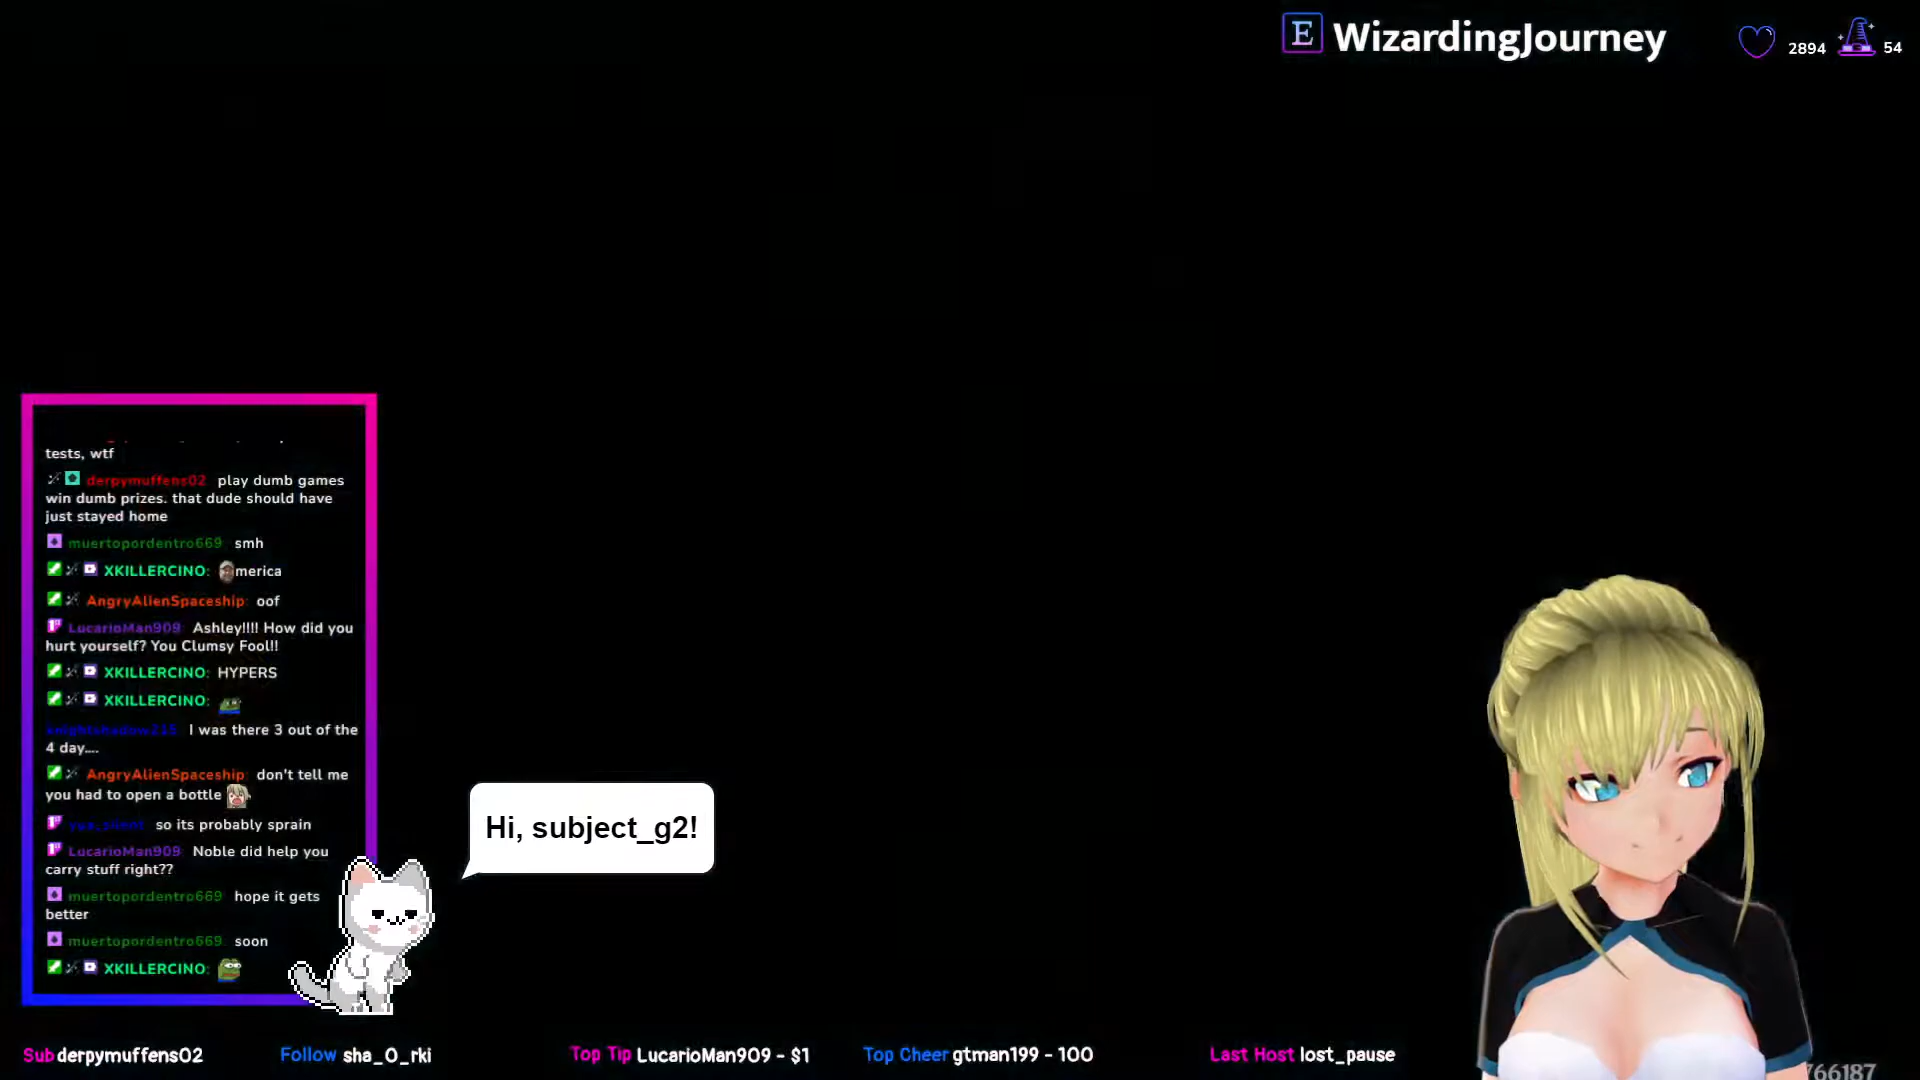 E WizardingJourney
2894
54
tests, wtf
derpymuffens02 play dumb games
win dumb prizes. that dude should have
just stayed home
muertopordentro669 smh
XKILLERCINO: merica
AngryAlienSpaceship: oof
LucarioMan909 Ashley!!!! How did you
hurt yourself? You Clumsy Fool!!
XKILLERCINO: HYPERS
XKILLERCINO:
knightshadow215 I was there 3 out of the
4 day....
AngryAlienSpaceship: don't tell me
you had to open a bottle
so its probably sprain
LucarioMan909 Noble did help you
carry stuff right??
muertopordentro669 hope it gets
better
muertopordentro669 soon
XKILLERCINO:
Hi, subject_g2!
Sub derpymuffens02
Follow sha_0_rki
Top Tip LucarioMan909 - $1
Top Cheer gtman199 - 100
Last Host lost_pause
766187